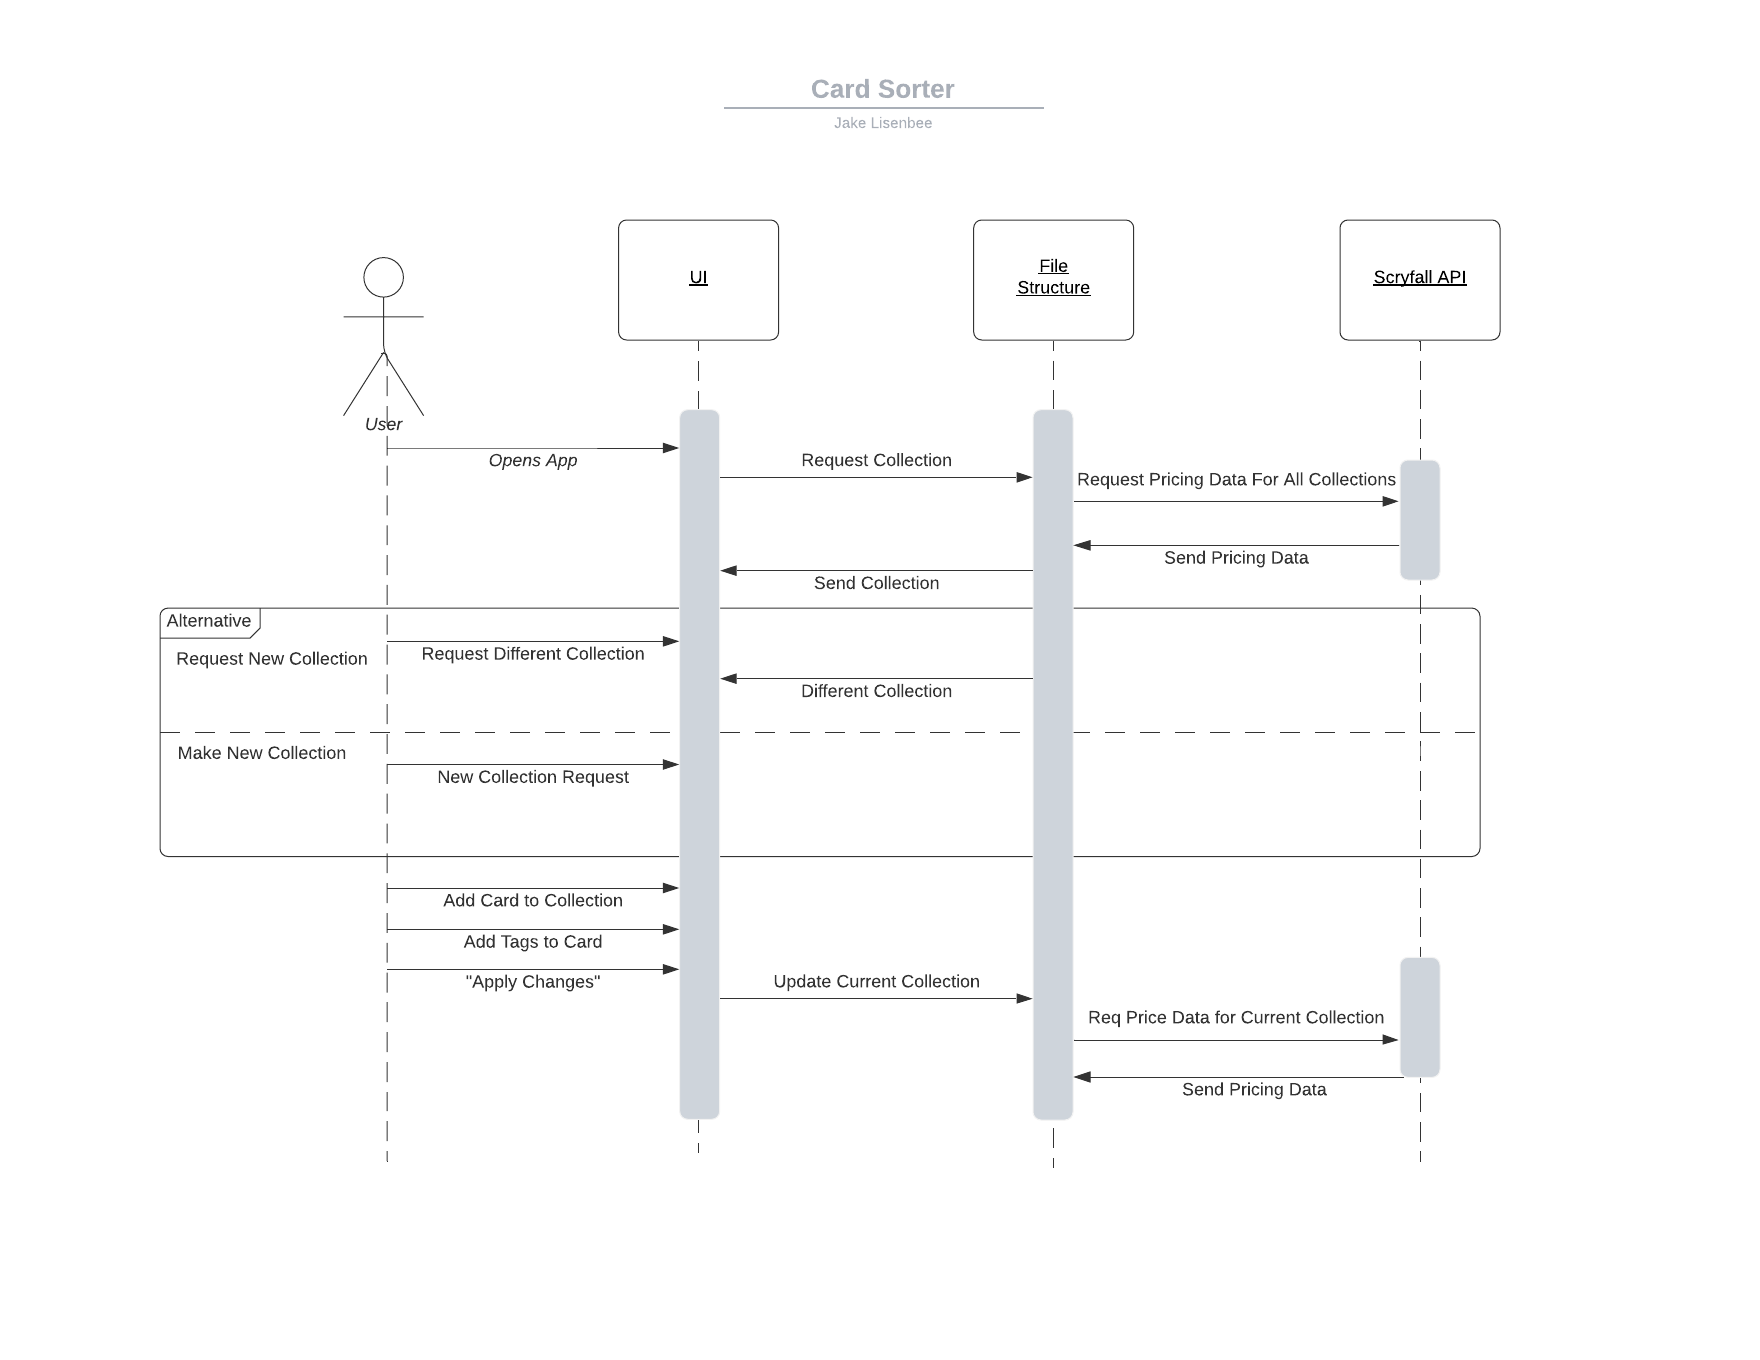 Card Sorter
Jake Lisenbee
UI
File
Structure
Scryfall API
User
Opens App
Request Collection
Request Pricing Data For All Collections
Send Pricing Data
Send Collection
Alternative
Request New Collection
Request Different Collection
Different Collection
Make New Collection
New Collection Request
Add Card to Collection
Add Tags to Card
"Apply Changes"
Update Current Collection
Req Price Data for Current Collection
Send Pricing Data